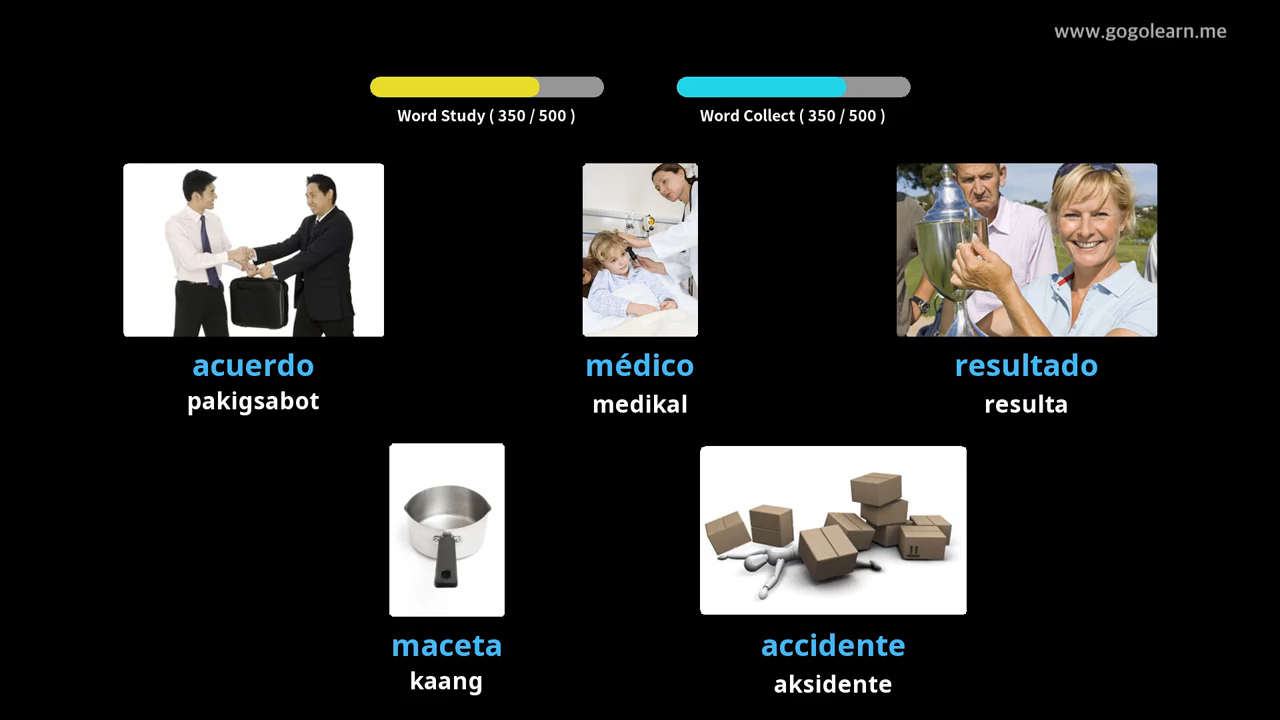 www.gogolearn.me
Word Study ( 350 / 500 )
Word Collect ( 350 / 500 )
acuerdo
pakigsabot
médico
medikal
resultado
resulta
maceta
kaang
accidente
aksidente